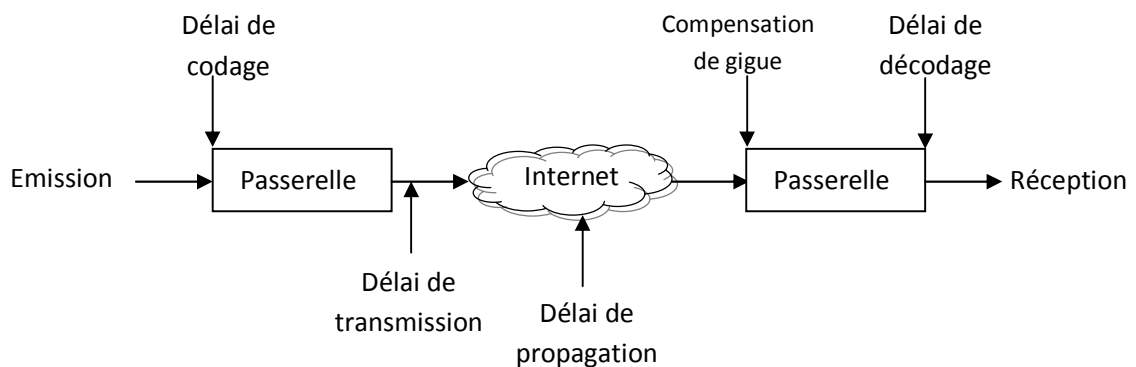 Délai de
codage
Compensation
de gigue
Délai de
décodage
Emission
Passerelle
Internet
Passerelle
Réception
Délai de
transmission
Délai de
propagation